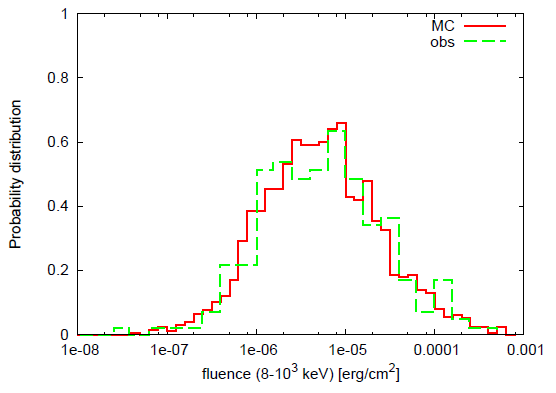 MC
obs
1
0.8
0.6
0.4
0.2
0
Probability distribution
1e-08 1e-07 1e-06 1e-05 0.0001 0.001
fluence (8-10³ keV) [erg/cm²]